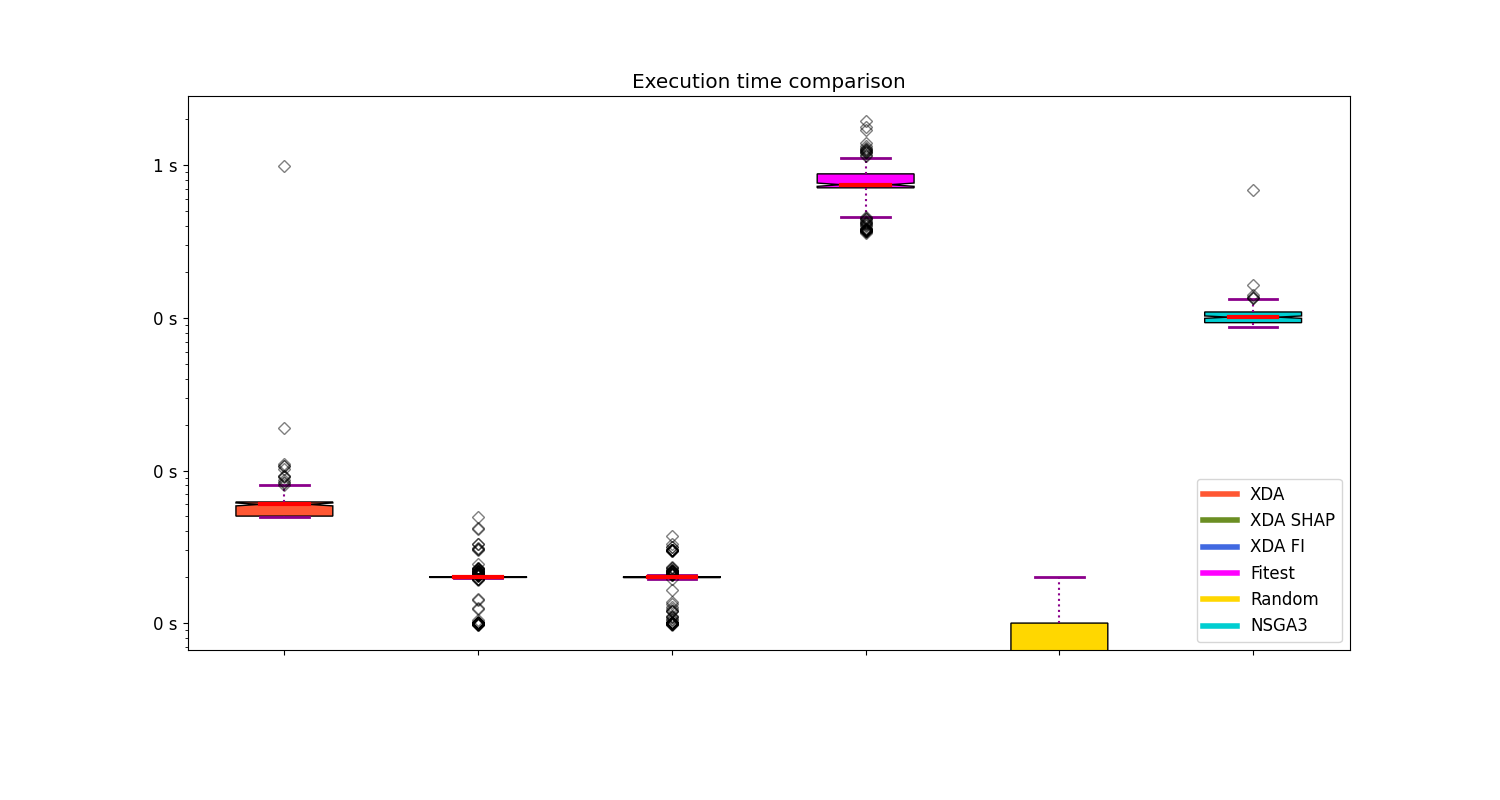 Execution time comparison
1 s
0 s
0 s
0 s
XDA
XDA SHAP
XDA FI
Fitest
Random
NSGA3